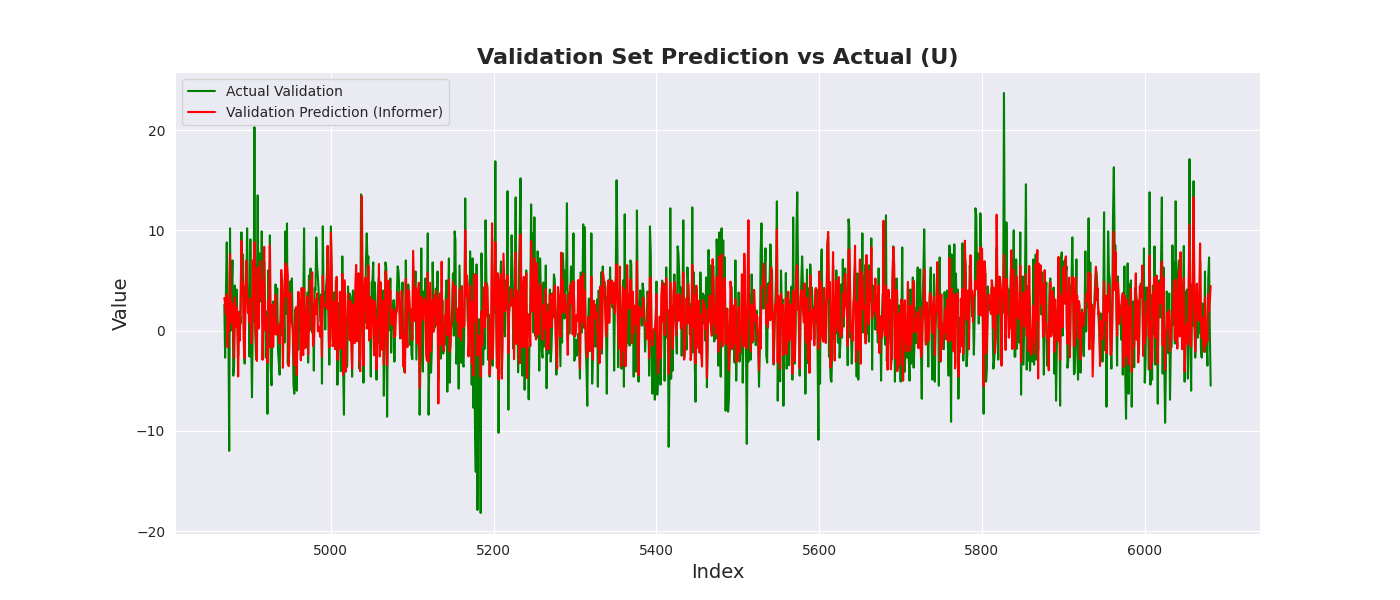 Validation Set Prediction vs Actual (U)
Actual Validation
Validation Prediction (Informer)
Value
20
10
0
−10
−20
5000 5200 5400 5600 5800 6000
Index